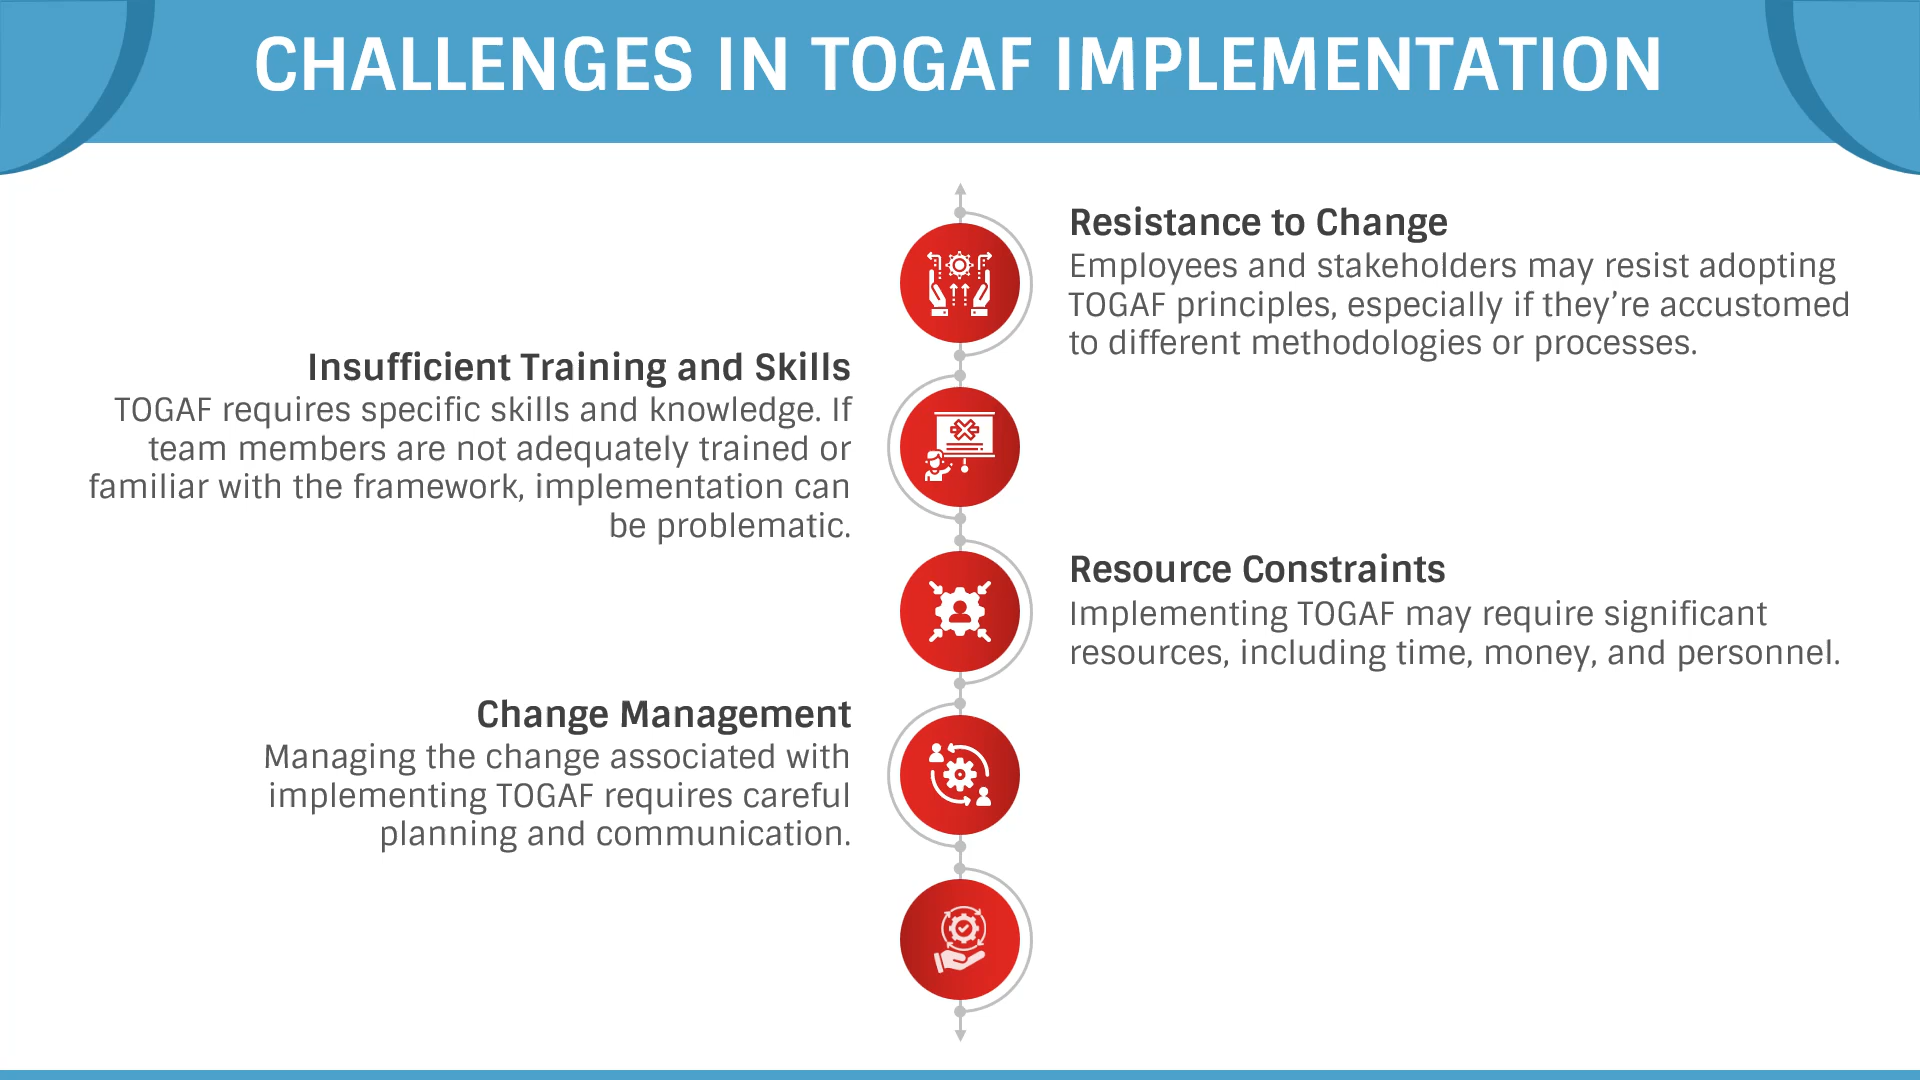 CHALLENGES IN TOGAF IMPLEMENTATION
Resistance to Change
Employees and stakeholders may resist adopting
TOGAF principles, especially if they’re accustomed
to different methodologies or processes.
Insufficient Training and Skills
TOGAF requires specific skills and knowledge. If
team members are not adequately trained or
familiar with the framework, implementation can
be problematic.
Resource Constraints
Implementing TOGAF may require significant
resources, including time, money, and personnel.
Change Management
Managing the change associated with
implementing TOGAF requires careful
planning and communication.